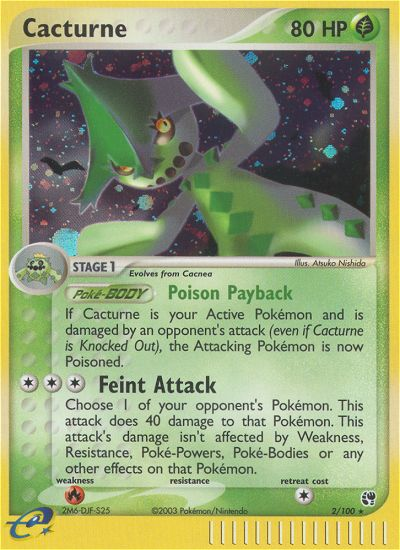 Cacturne
80 HP
Illus. Atsuko Nishida
STAGE 1
Evolves from Cacnea
Poké-BODY Poison Payback
If Cacturne is your Active Pokémon and is
damaged by an opponent's attack (even if Cacturne
is Knocked Out), the Attacking Pokémon is now
Poisoned.
Feint Attack
Choose 1 of your opponent's Pokémon. This
attack does 40 damage to that Pokémon. This
attack's damage isn't affected by Weakness,
Resistance, Poké-Powers, Poké-Bodies or any
other effects on that Pokémon.
weakness resistance retreat cost
2M6-DJF-S25 ©2003 Pokémon/Nintendo 2/100 ★
e